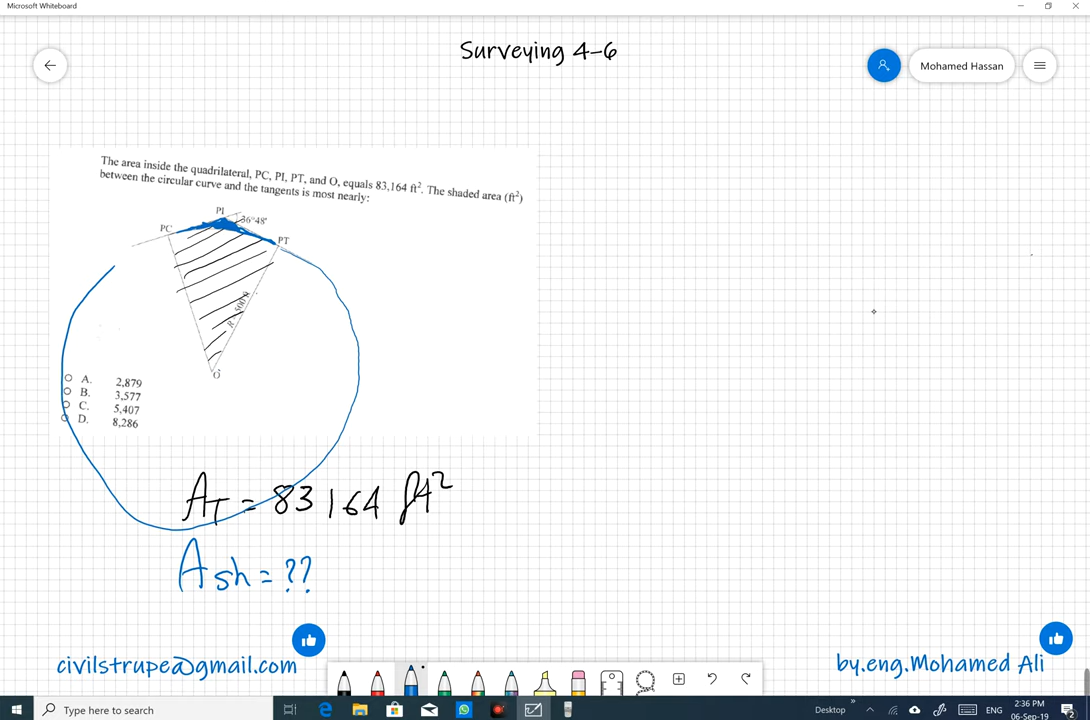 Microsoft Whiteboard
Surveying 4-6
Mohamed Hassan
The area inside the quadrilateral, PC, PI, PT, and O, equals 83,164 ft². The shaded area (ft²)
between the circular curve and the tangents is most nearly:
PI
36°48'
PC
PT
O
A. 2,879
B. 3,577
C. 5,407
D. 8,286
A_T = 83164 ft²
A_sh = ??
civilstrupe@gmail.com
by.eng.Mohamed Ali
Type here to search
Desktop
ENG
2:36 PM
06-Sep-19